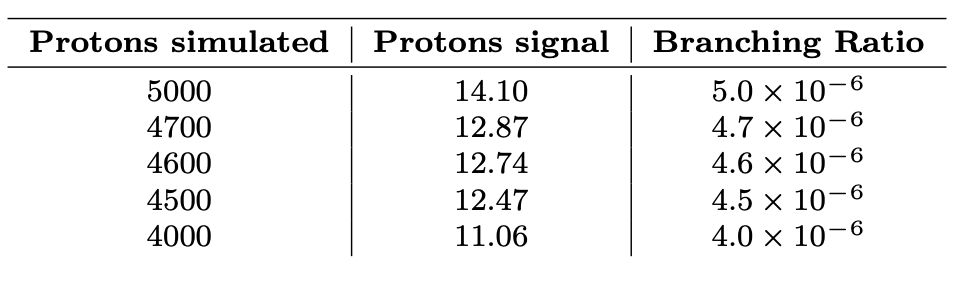 Protons simulated Protons signal Branching Ratio
5000 14.10 5.0 × 10⁻⁶
4700 12.87 4.7 × 10⁻⁶
4600 12.74 4.6 × 10⁻⁶
4500 12.47 4.5 × 10⁻⁶
4000 11.06 4.0 × 10⁻⁶